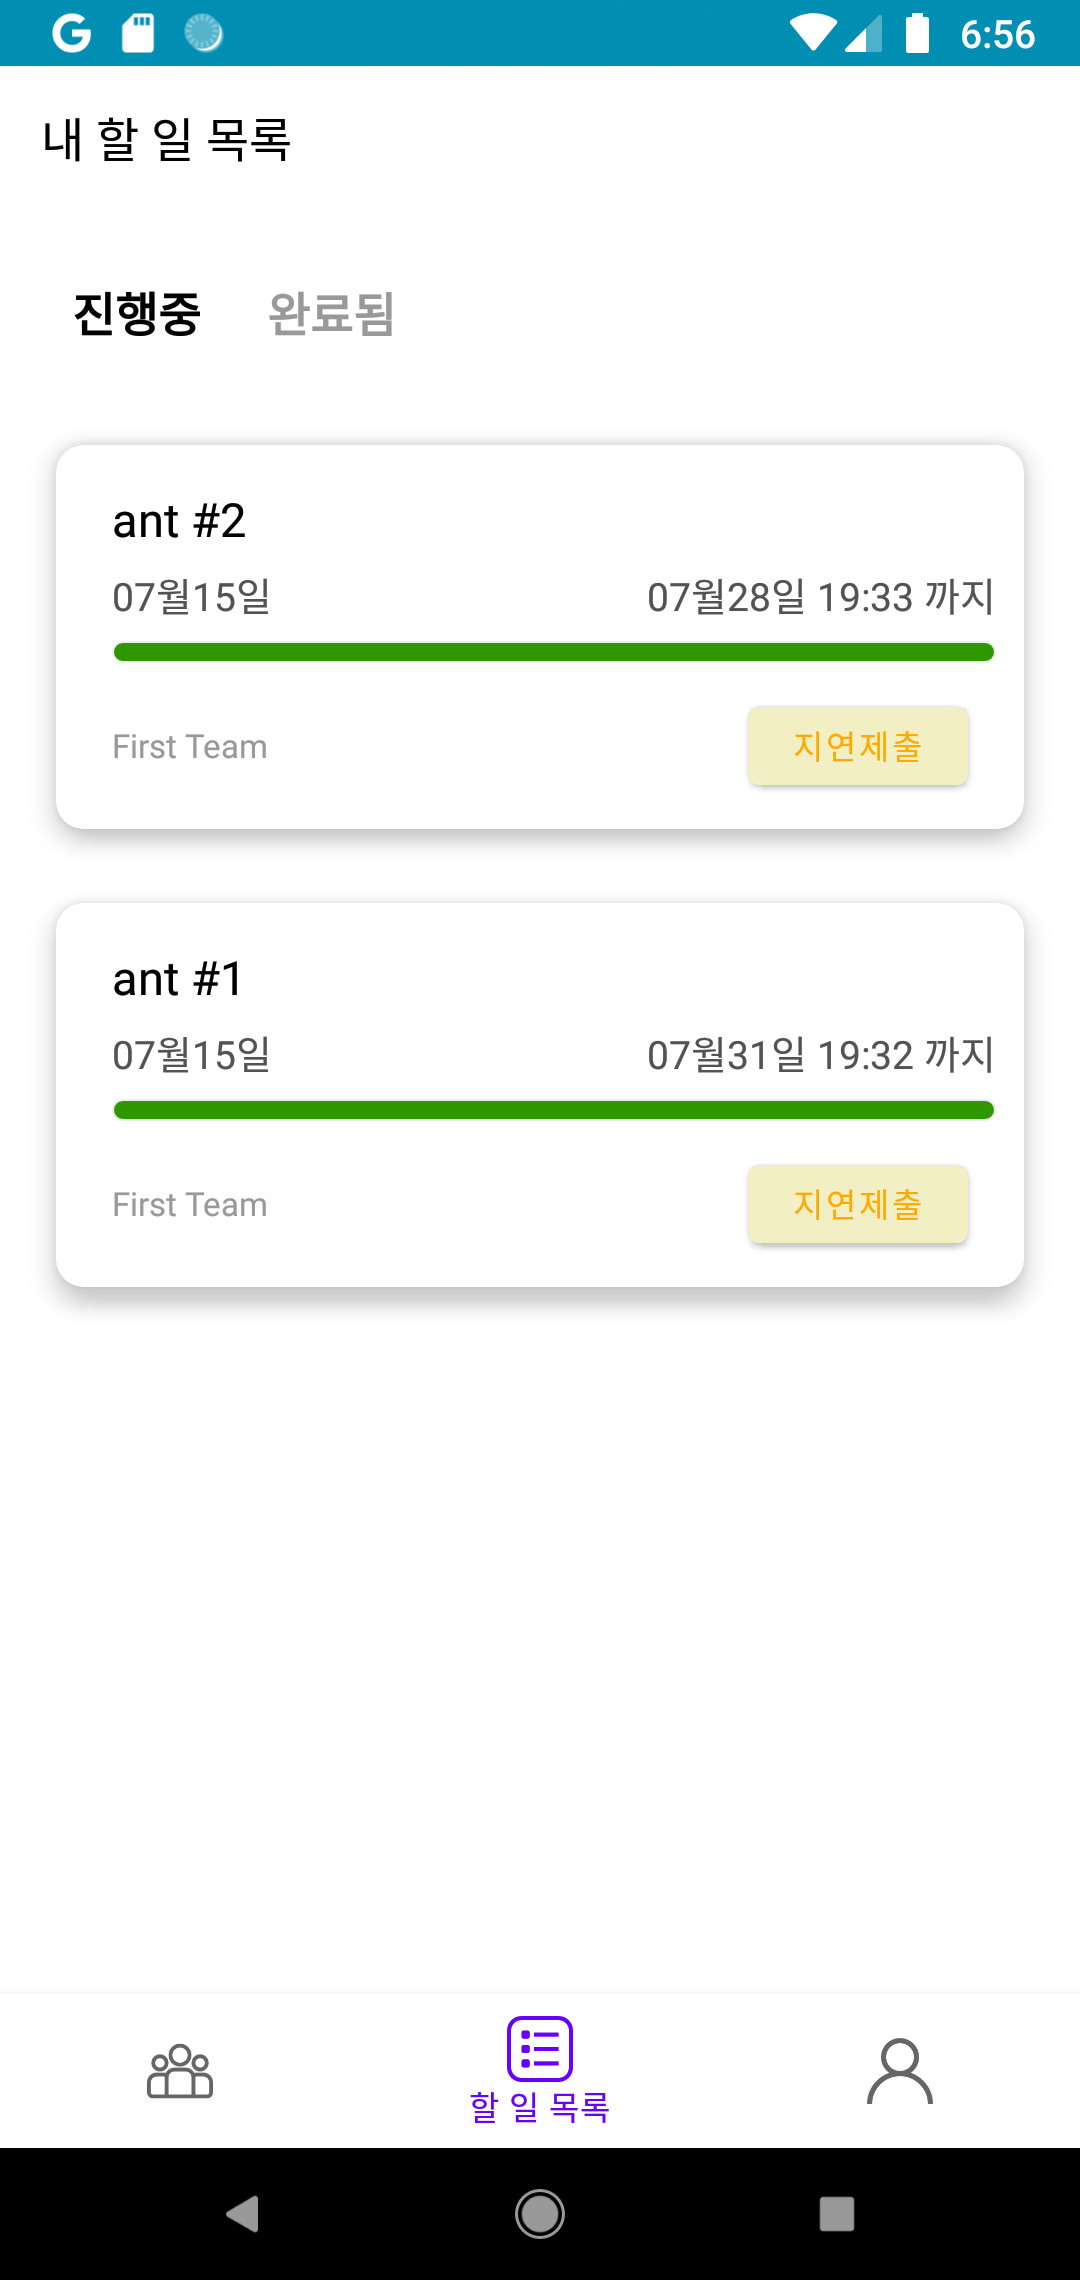 6:56
내 할 일 목록
진행중 완료됨
ant #2
07월15일 07월28일 19:33 까지
First Team 지연제출
ant #1
07월15일 07월31일 19:32 까지
First Team 지연제출
할 일 목록